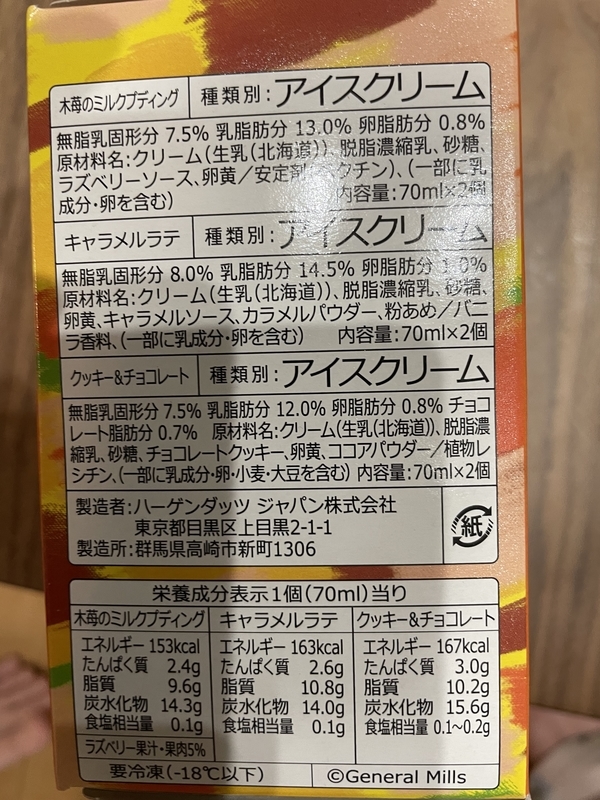 木苺のミルクプディング 種類別:アイスクリーム
無脂乳固形分 7.5% 乳脂肪分 13.0% 卵脂肪分 0.8%
原材料名:クリーム(生乳(北海道))、脱脂濃縮乳、砂糖、
ラズベリーソース、卵黄/安定剤(ペクチン)、(一部に乳
成分・卵を含む) 内容量:70ml×2個
キャラメルラテ 種類別:アイスクリーム
無脂乳固形分 8.0% 乳脂肪分 14.5% 卵脂肪分 1.0%
原材料名:クリーム(生乳(北海道))、脱脂濃縮乳、砂糖、
卵黄、キャラメルソース、カラメルパウダー、粉あめ/バニ
ラ香料、(一部に乳成分・卵を含む) 内容量:70ml×2個
クッキー&チョコレート 種類別:アイスクリーム
無脂乳固形分 7.5% 乳脂肪分 12.0% 卵脂肪分 0.8% チョコ
レート脂肪分 0.7% 原材料名:クリーム(生乳(北海道))、脱脂濃
縮乳、砂糖、チョコレートクッキー、卵黄、ココアパウダー/植物レ
シチン、(一部に乳成分・卵・小麦・大豆を含む) 内容量:70ml×2個
製造者:ハーゲンダッツ ジャパン株式会社
東京都目黒区上目黒2-1-1
製造所:群馬県高崎市新町1306
紙
栄養成分表示1個(70ml)当り
木苺のミルクプディング キャラメルラテ クッキー&チョコレート
エネルギー 153kcal エネルギー 163kcal エネルギー 167kcal
たんぱく質 2.4g たんぱく質 2.6g たんぱく質 3.0g
脂質 9.6g 脂質 10.8g 脂質 10.2g
炭水化物 14.3g 炭水化物 14.0g 炭水化物 15.6g
食塩相当量 0.1g 食塩相当量 0.1g 食塩相当量 0.1~0.2g
ラズベリー果汁・果肉5%
要冷凍(-18℃以下) ©General Mills